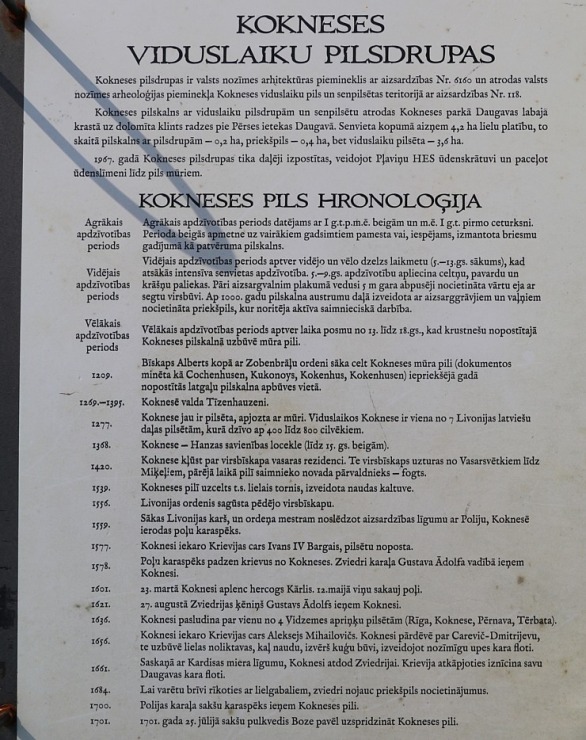 KOKNESES
VIDUSLAIKU PILSDRUPAS
Kokneses pilsdrupas ir valsts nozīmes arhitektūras piemineklis ar aizsardzības Nr. 6160 un atrodas valsts
nozīmes arheoloģijas pieminekļa Kokneses viduslaiku pils un senpilsētas teritorijā ar aizsardzības Nr. 118.
Kokneses pilskalns ar viduslaiku pilsdrupām un senpilsētu atrodas Kokneses parkā Daugavas labajā
krastā uz dolomīta klints radzes pie Pērses ietekas Daugavā. Senvieta kopumā aizņem 4,2 ha lielu platību, to
skaitā pilskalns ar pilsdrupām – 0,2 ha, priekšpils – 0,4 ha, bet viduslaiku pilsēta – 3,6 ha.
1967. gadā Kokneses pilsdrupas tika daļēji izpostītas, veidojot Pļaviņu HES ūdenskrātuvi un paceļot
ūdenslīmeni līdz pils mūriem.
KOKNESES PILS HRONOLOĢIJA
Agrākais
apdzīvotības
periods
Agrākais apdzīvotības periods datējams ar I g.t.p.m.ē. beigām un m.ē. I g.t. pirmo ceturksni.
Perioda beigās apmetne uz vairākiem gadsimtiem pamesta vai, iespējams, izmantota briesmu
gadījumā kā patvēruma pilskalns.
Vidējais
apdzīvotības
periods
Vidējais apdzīvotības periods aptver vidējo un vēlo dzelzs laikmetu (5.–13.gs. sākums), kad
atsākās intensīva senvietas apdzīvotība. 5.–9.gs. apdzīvotību apliecina celtņu, pavardu un
krāšņu paliekas. Pāri aizsargvalnim plakumā vedusi 5 m gara abpusēji nocietināta vārtu eja ar
segtu virsbūvi. Ap 1000. gadu pilskalna austrumu daļā izveidota ar aizsarggrāvjiem un vaļņiem
nocietināta priekšpils, kur noritēja aktīva saimnieciskā darbība.
Vēlākais
apdzīvotības
periods
Vēlākais apdzīvotības periods aptver laika posmu no 13. līdz 18.gs., kad krustnešu nopostītajā
Kokneses pilskalnā uzbūvē mūra pili.
1209. Bīskaps Alberts kopā ar Zobenbrāļu ordeni sāka celt Kokneses mūra pili (dokumentos
minēta kā Cochenhusen, Kukonoys, Kokenhus, Kokenhusen) iepriekšējā gadā
nopostītās latgaļu pilskalna apbūves vietā.
1269.–1395. Koknesē valda Tīzenhauzeni.
1277. Koknese jau ir pilsēta, apjozta ar mūri. Viduslaikos Koknese ir viena no 7 Livonijas latviešu
daļas pilsētām, kurā dzīvo ap 400 līdz 800 cilvēkiem.
1368. Koknese – Hanzas savienības locekle (līdz 15. gs. beigām).
1420. Koknese kļūst par virsbīskapa vasaras rezidenci. Te virsbīskaps uzturas no Vasarsvētkiem līdz
Miķeļiem, pārējā laikā pilī saimnieko novada pārvaldnieks – fogts.
1539. Kokneses pilī uzcelts t.s. lielais tornis, izveidota naudas kaltuve.
1556. Livonijas ordenis sagūsta pēdējo virsbīskapu.
1559. Sākas Livonijas karš, un ordeņa mestram noslēdzot aizsardzības līgumu ar Poliju, Koknesē
ierodas poļu karaspēks.
1577. Koknesi iekaro Krievijas cars Ivans IV Bargais, pilsētu noposta.
1578. Poļu karaspēks padzen krievus no Kokneses. Zviedri karaļa Gustava Ādolfa vadībā ieņem
Koknesi.
1601. 23. martā Koknesi aplenc hercogs Kārlis. 12.maijā viņu sakauj poļi.
1621. 27. augustā Zviedrijas ķēniņš Gustavs Ādolfs ieņem Koknesi.
1636. Koknesi pasludina par vienu no 4 Vidzemes apriņķu pilsētām (Rīga, Koknese, Pērnava, Tērbata).
1656. Koknesi iekaro Krievijas cars Aleksejs Mihailovičs. Koknesi pārdēvē par Carevič-Dmitrijevu,
te uzbūvē lielas noliktavas, kaļ naudu, izvērš kuģu būvi, izveidojot nozīmīgu upes kara floti.
1661. Saskaņā ar Kardisas miera līgumu, Koknesi atdod Zviedrijai. Krievija atkāpjoties iznīcina savu
Daugavas kara floti.
1684. Lai varētu brīvi rīkoties ar lielgabaliem, zviedri nojauc priekšpils nocietinājumus.
1700. Polijas karaļa sakšu karaspēks ieņem Kokneses pili.
1701. 1701. gada 25. jūlijā sakšu pulkvedis Boze pavēl uzspridzināt Kokneses pili.